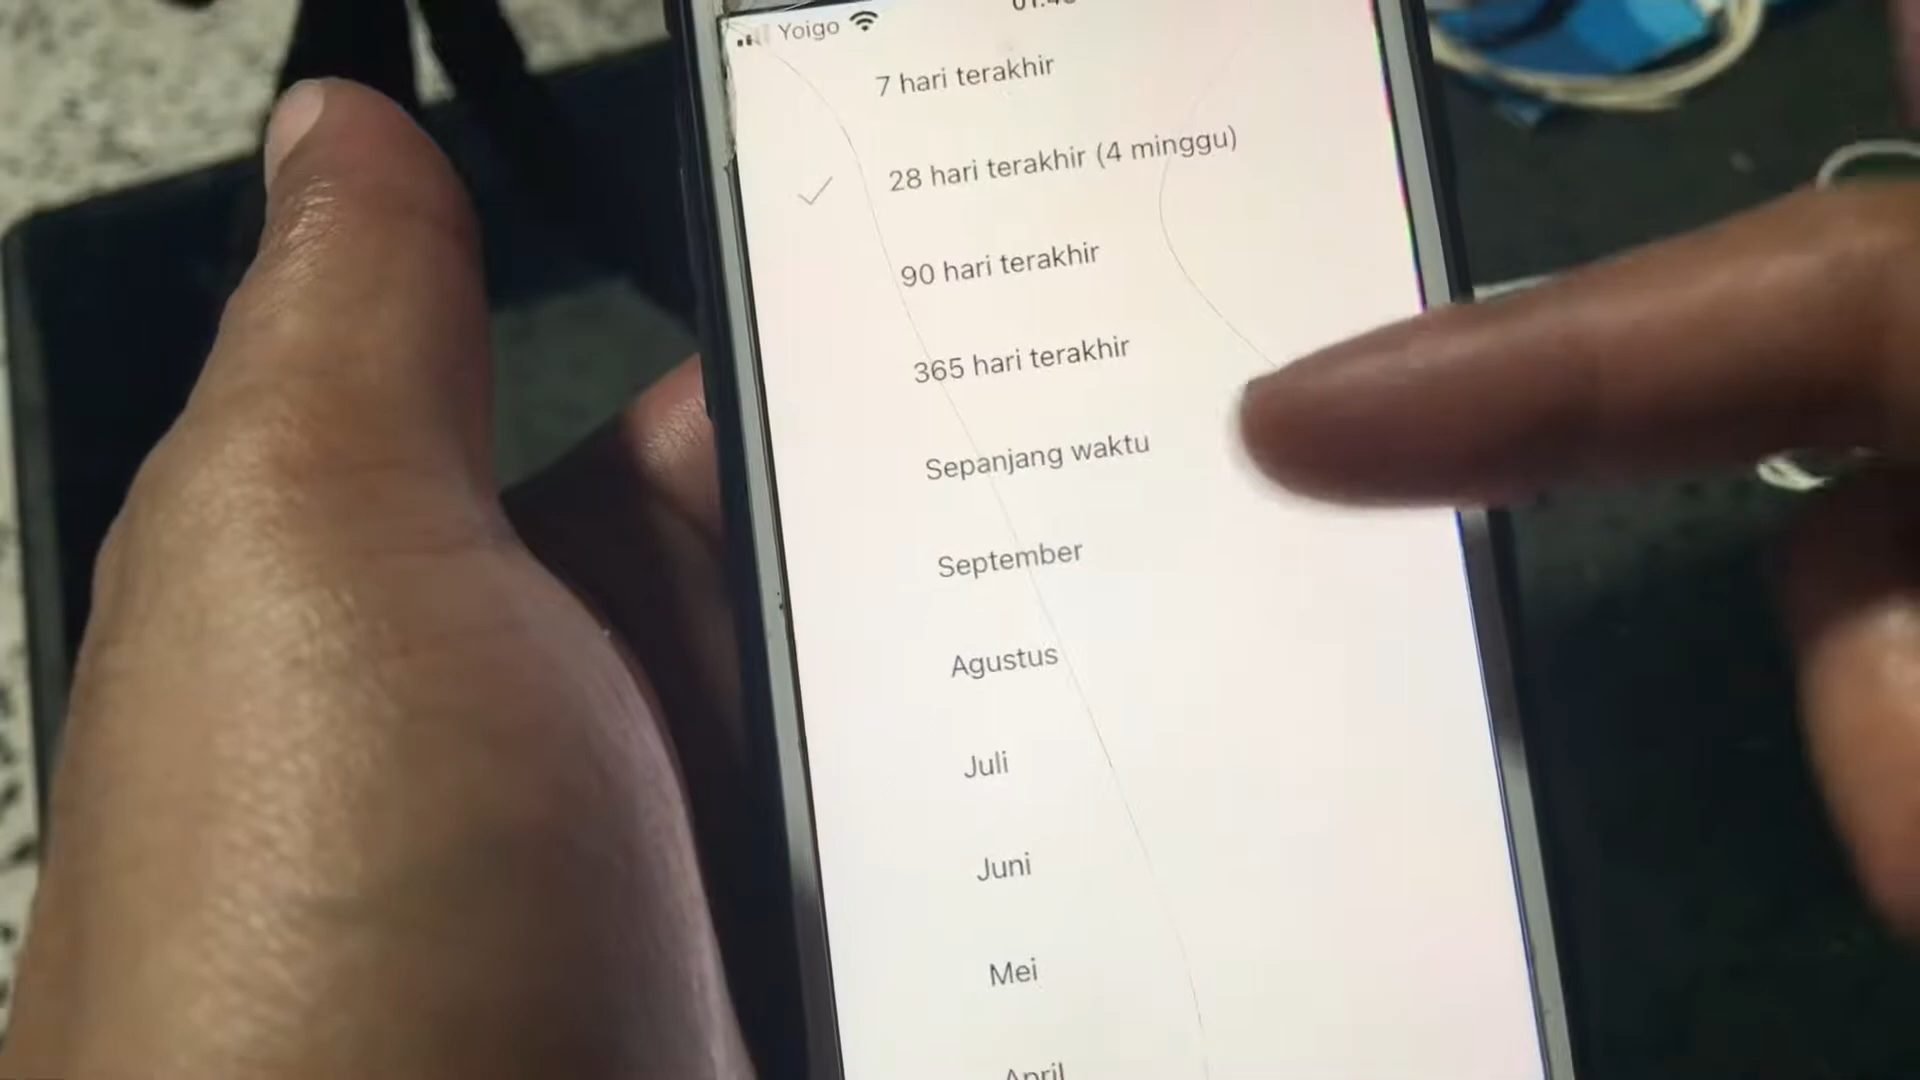 Yoigo
7 hari terakhir
28 hari terakhir (4 minggu)
90 hari terakhir
365 hari terakhir
Sepanjang waktu
September
Agustus
Juli
Juni
Mei
April